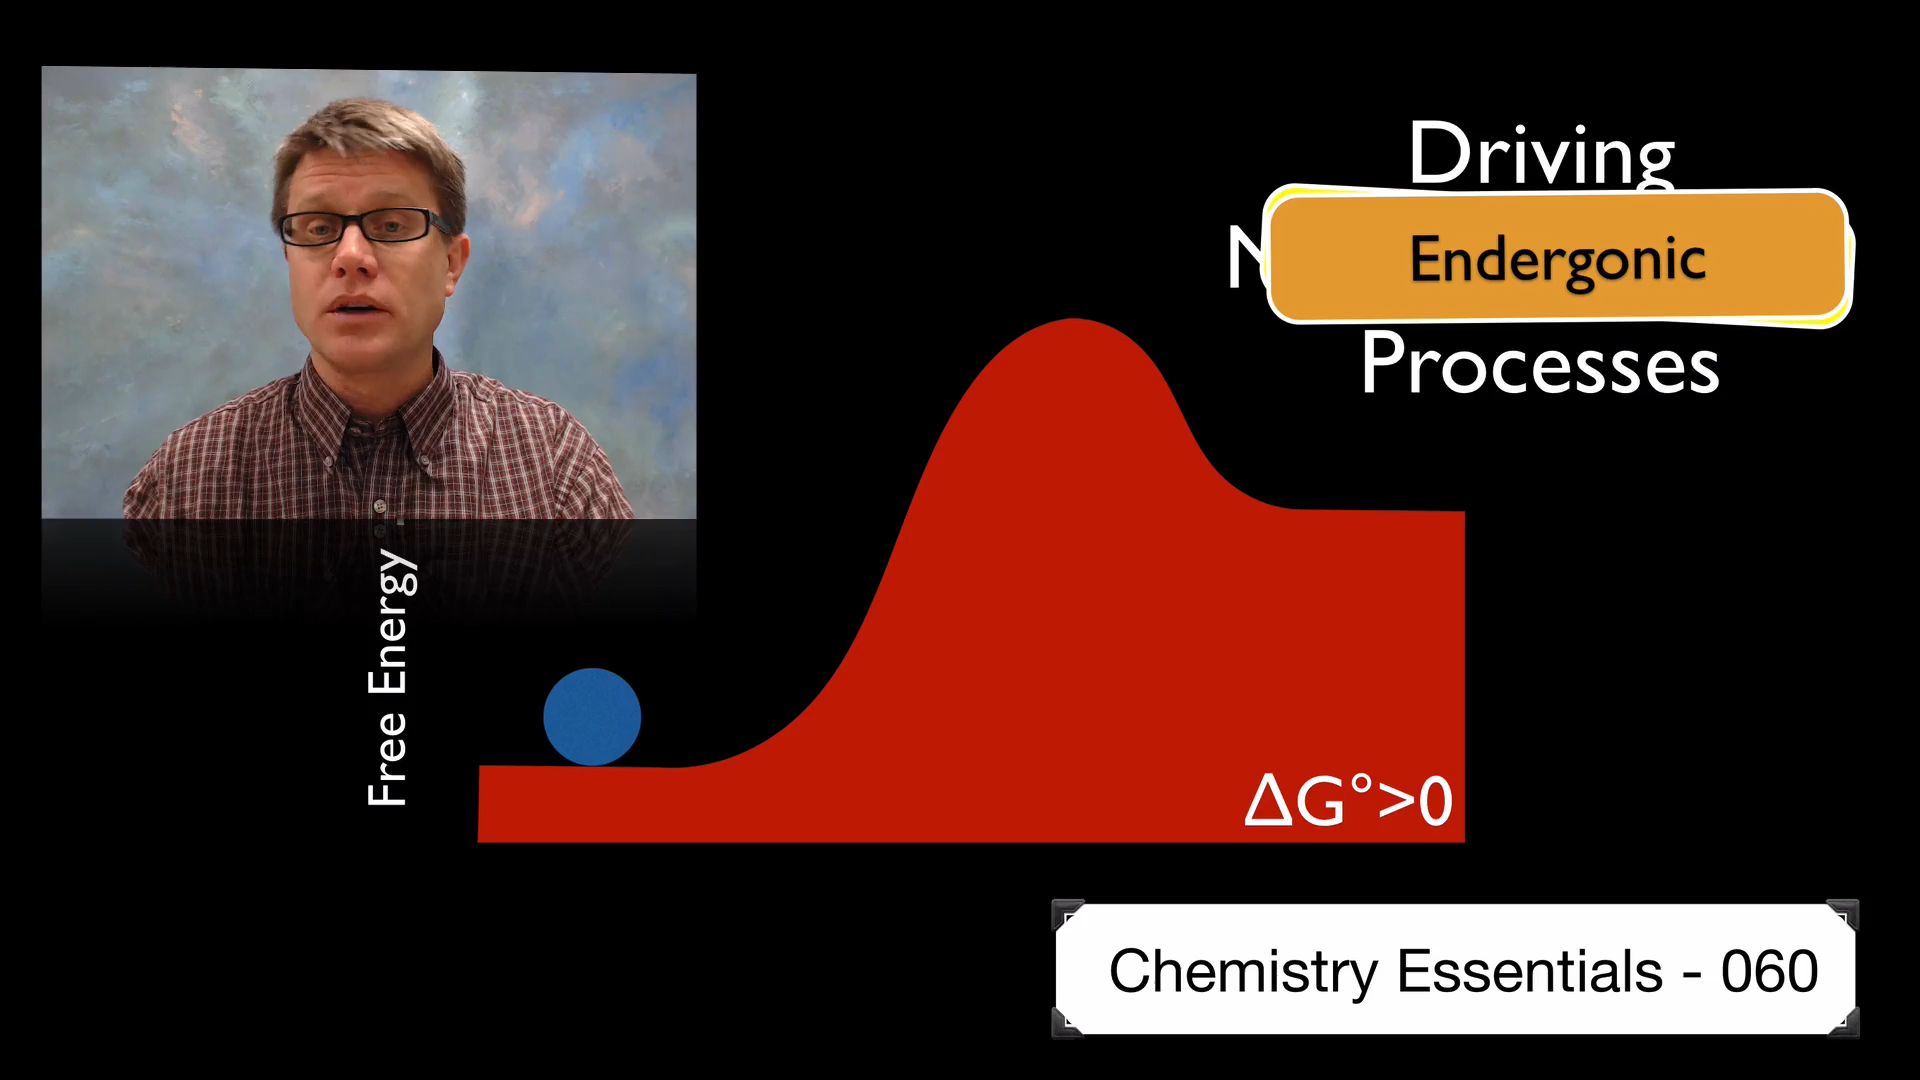 Driving
Endergonic
Processes
Free Energy
ΔG°>0
Chemistry Essentials - 060